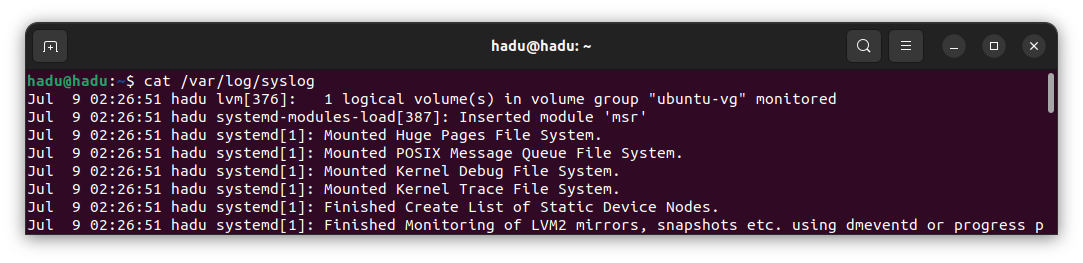 hadu@hadu: ~
hadu@hadu:~$ cat /var/log/syslog
Jul  9 02:26:51 hadu lvm[376]:   1 logical volume(s) in volume group "ubuntu-vg" monitored
Jul  9 02:26:51 hadu systemd-modules-load[387]: Inserted module 'msr'
Jul  9 02:26:51 hadu systemd[1]: Mounted Huge Pages File System.
Jul  9 02:26:51 hadu systemd[1]: Mounted POSIX Message Queue File System.
Jul  9 02:26:51 hadu systemd[1]: Mounted Kernel Debug File System.
Jul  9 02:26:51 hadu systemd[1]: Mounted Kernel Trace File System.
Jul  9 02:26:51 hadu systemd[1]: Finished Create List of Static Device Nodes.
Jul  9 02:26:51 hadu systemd[1]: Finished Monitoring of LVM2 mirrors, snapshots etc. using dmeventd or progress p